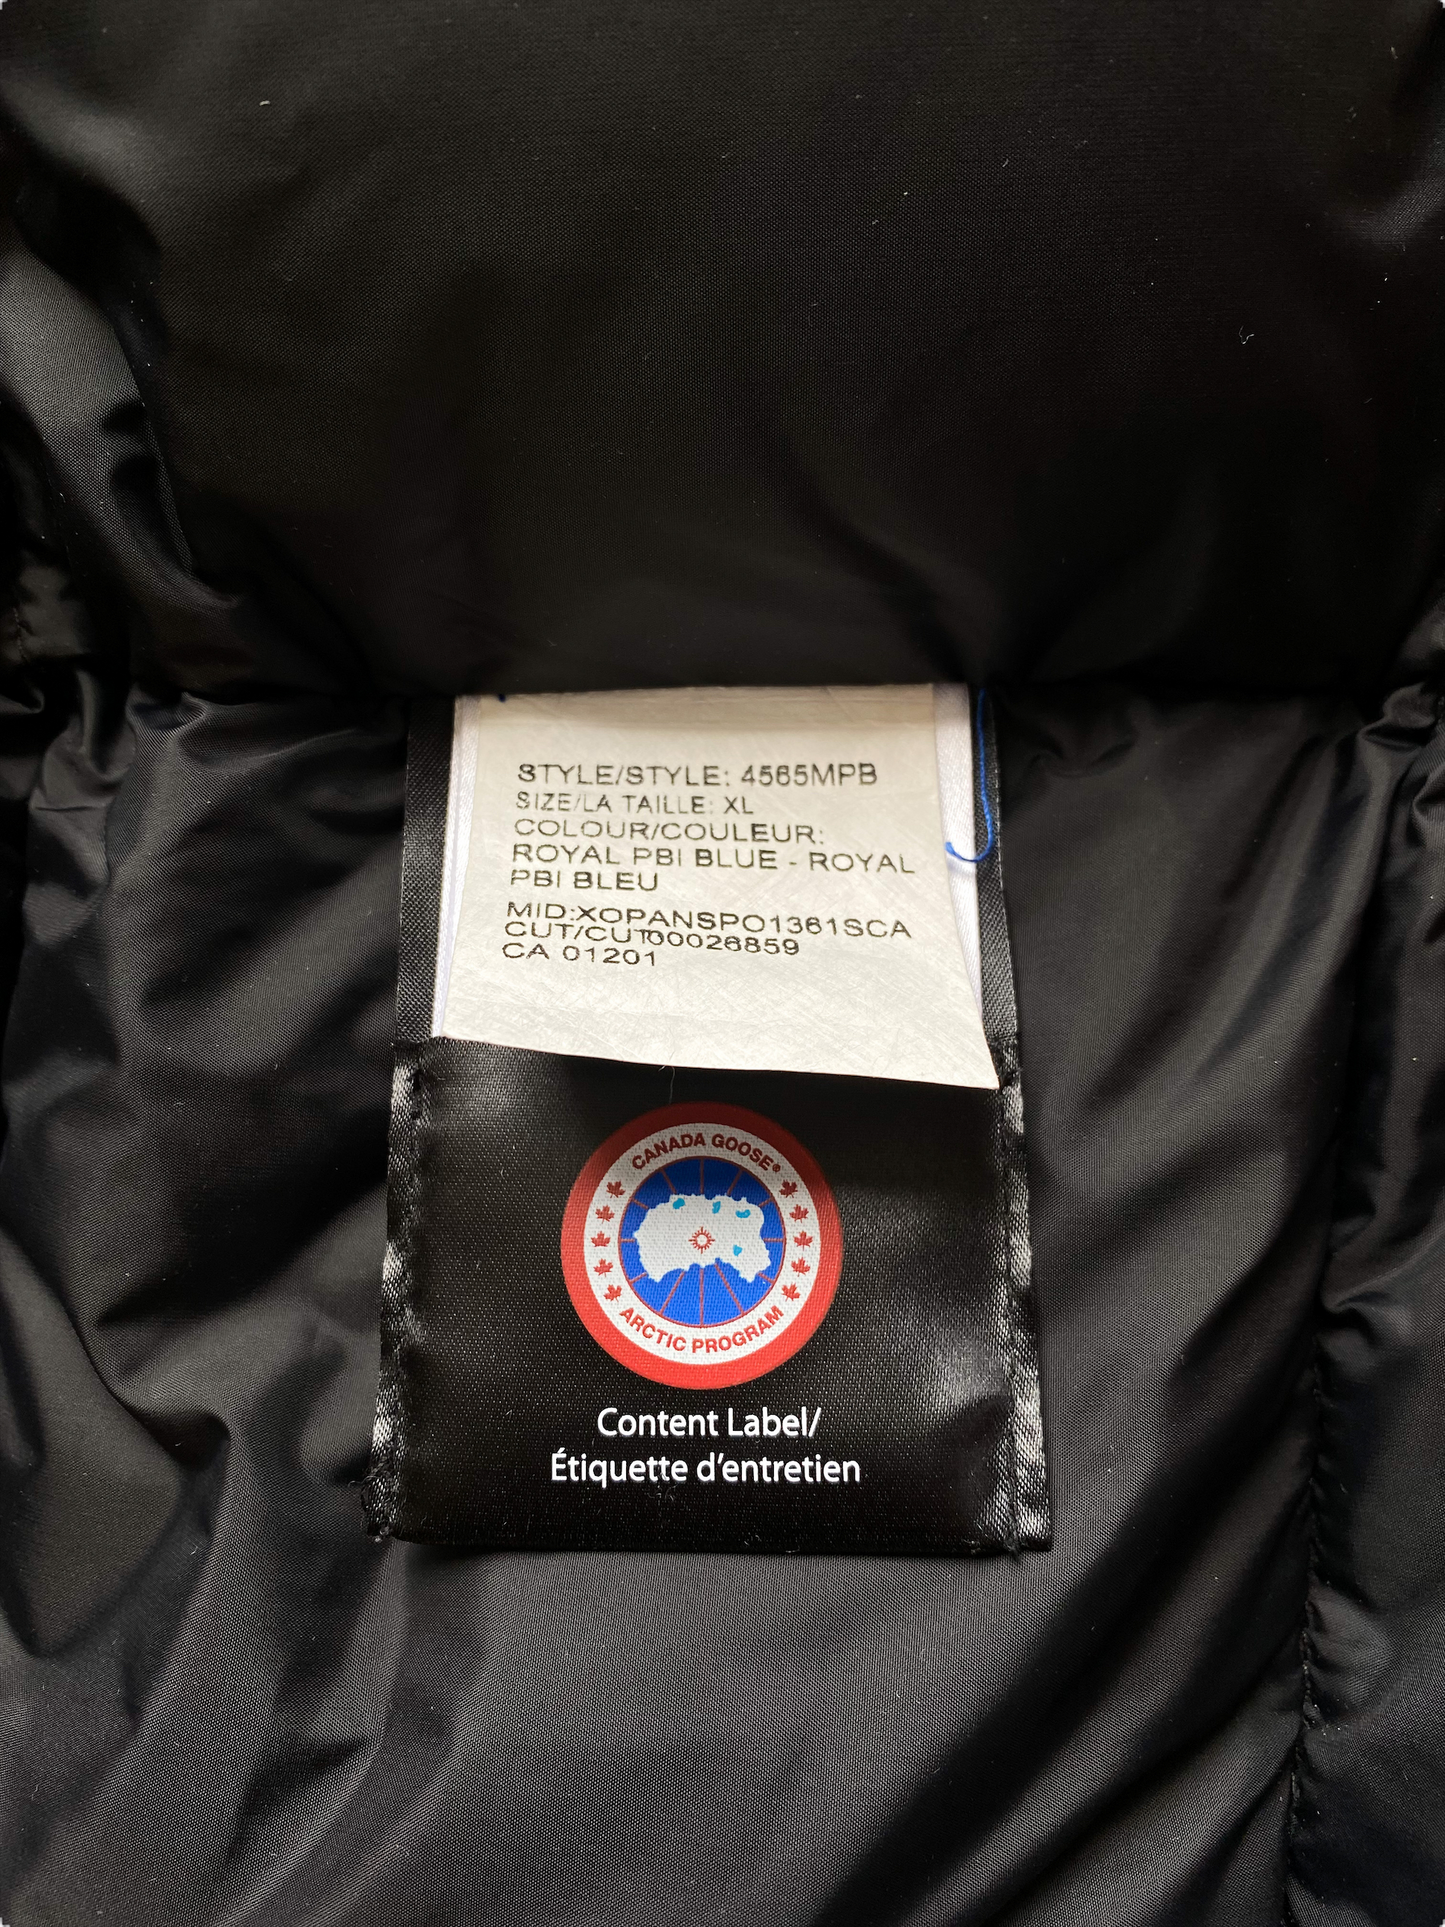 STYLE/STYLE: 4565MPB
SIZE/LA TAILLE: XL
COLOUR/COULEUR:
ROYAL PBI BLUE - ROYAL
PBI BLEU
MID:XOPANSPO1361SCA
CUT/CUT00026859
CA 01201
CANADA GOOSE®
ARCTIC PROGRAM
Content Label/
Étiquette d'entretien